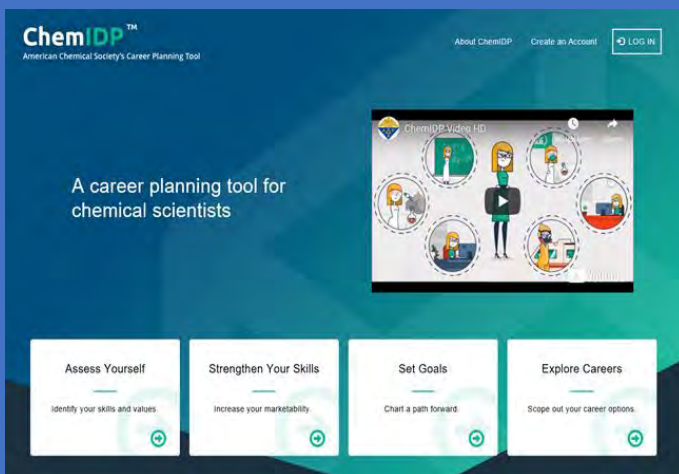 ChemIDP™
American Chemical Society's Career Planning Tool
About ChemIDP
Create an Account
LOG IN
ChemIDP Video HD
A career planning tool for
chemical scientists
Assess Yourself
Identify your skills and values.
Strengthen Your Skills
Increase your marketability.
Set Goals
Chart a path forward.
Explore Careers
Scope out your career options.